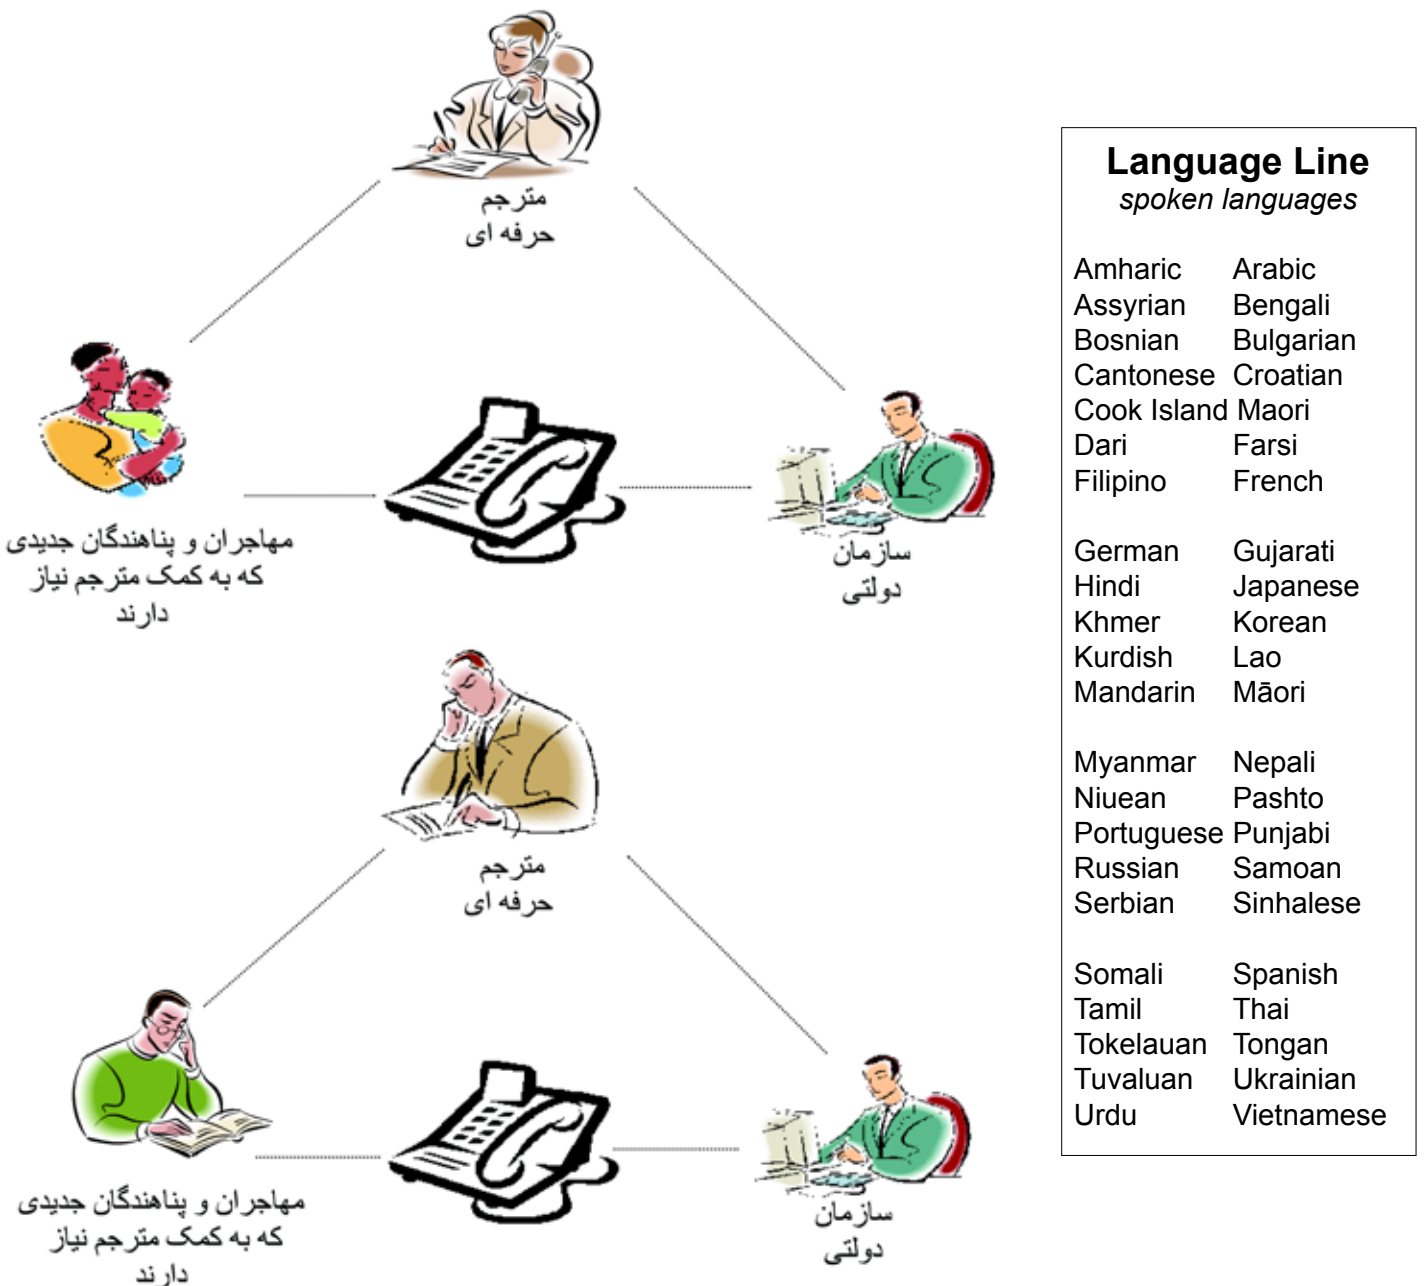 مترجم
حرفه ای
مهاجران و پناهندگان جدیدی
که به کمک مترجم نیاز
دارند
سازمان
دولتی
مترجم
حرفه ای
مهاجران و پناهندگان جدیدی
که به کمک مترجم نیاز
دارند
سازمان
دولتی
Language Line
spoken languages
Amharic Arabic
Assyrian Bengali
Bosnian Bulgarian
Cantonese Croatian
Cook Island Maori
Dari Farsi
Filipino French
German Gujarati
Hindi Japanese
Khmer Korean
Kurdish Lao
Mandarin Māori
Myanmar Nepali
Niuean Pashto
Portuguese Punjabi
Russian Samoan
Serbian Sinhalese
Somali Spanish
Tamil Thai
Tokelauan Tongan
Tuvaluan Ukrainian
Urdu Vietnamese